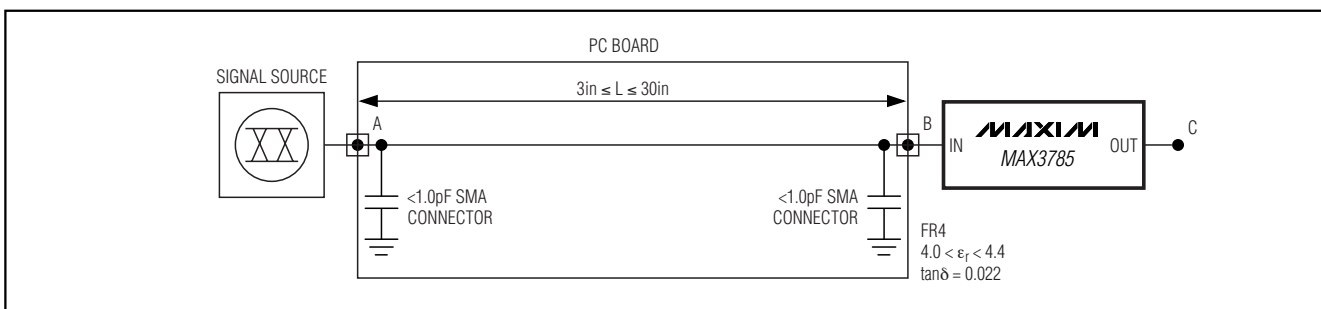 PC BOARD
SIGNAL SOURCE
3in ≤ L ≤ 30in
A
B
C
IN
MAXIM
MAX3785
OUT
<1.0pF SMA
CONNECTOR
<1.0pF SMA
CONNECTOR
FR4
4.0 < εr < 4.4
tanδ = 0.022